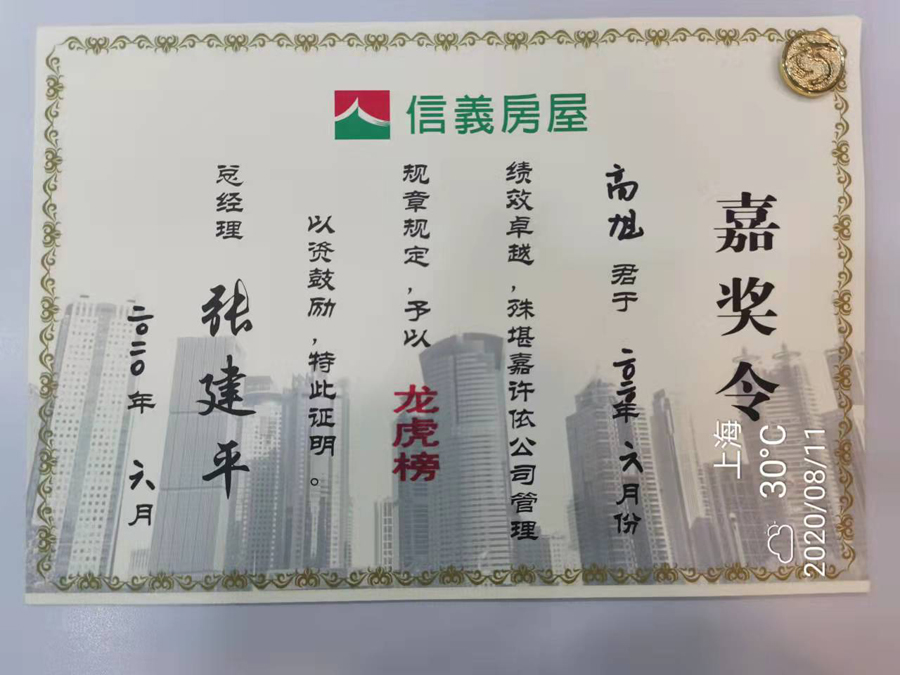 信義房屋
嘉奖令
高旭 君于 二〇二〇年 六月份
绩效卓越,殊堪嘉许依公司管理
规章规定,予以 龙虎榜
以资鼓励,特此证明。
总经理 张建平
二〇二〇年 六月
上海
30°C
2020/08/11